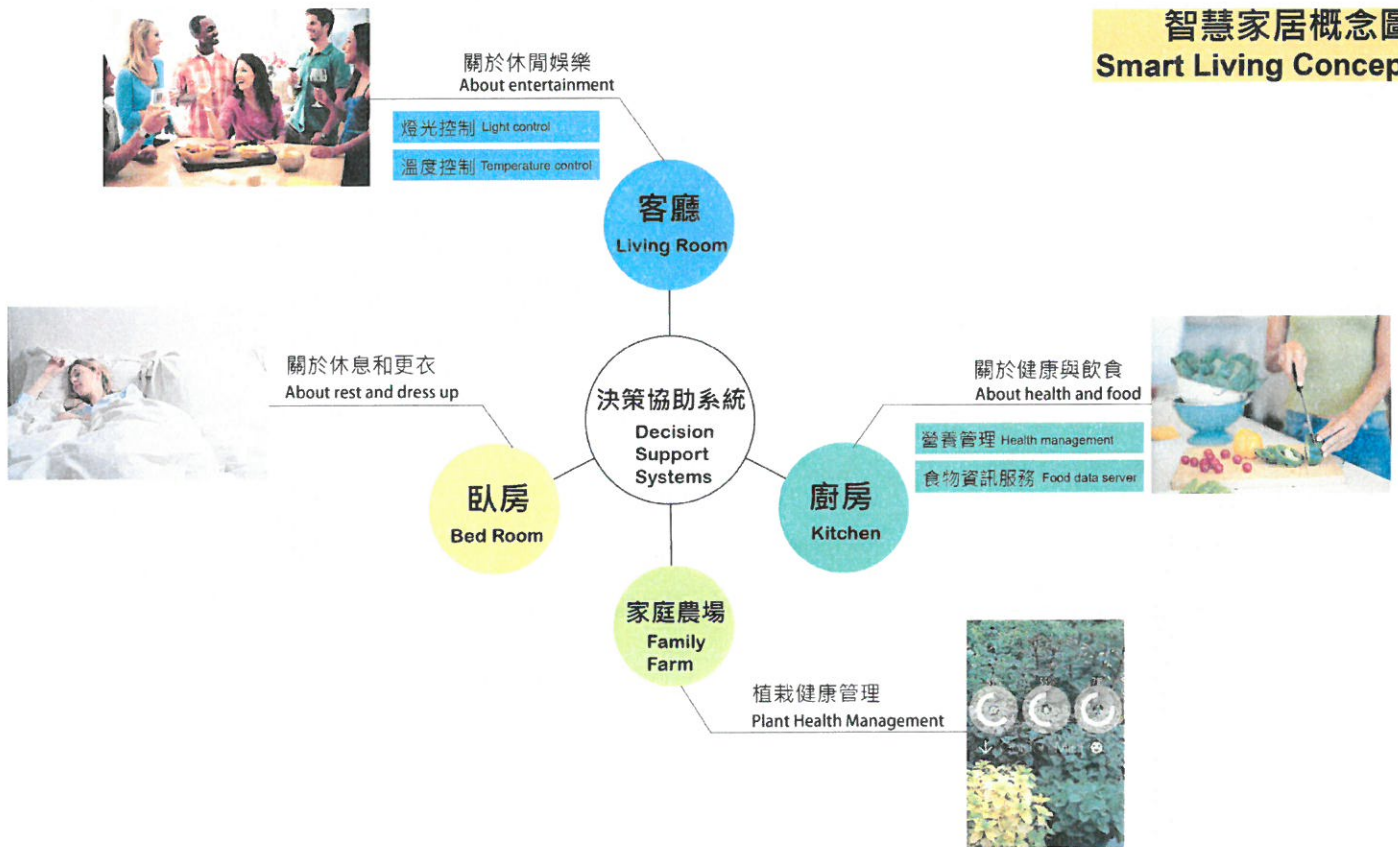 智慧家居概念圖
Smart Living Concep
關於休閒娛樂
About entertainment
燈光控制 Light control
溫度控制 Temperature control
客廳
Living Room
關於休息和更衣
About rest and dress up
臥房
Bed Room
決策協助系統
Decision
Support
Systems
關於健康與飲食
About health and food
營養管理 Health management
食物資訊服務 Food data server
廚房
Kitchen
家庭農場
Family
Farm
植栽健康管理
Plant Health Management